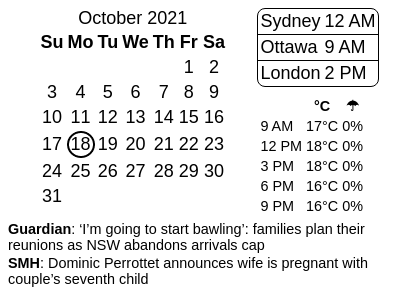 October 2021
Su Mo Tu We Th Fr Sa
1 2
3 4 5 6 7 8 9
10 11 12 13 14 15 16
17 18 19 20 21 22 23
24 25 26 27 28 29 30
31
Sydney 12 AM
Ottawa 9 AM
London 2 PM
°C ☂
9 AM 17°C 0%
12 PM 18°C 0%
3 PM 18°C 0%
6 PM 16°C 0%
9 PM 16°C 0%
Guardian: ‘I’m going to start bawling’: families plan their
reunions as NSW abandons arrivals cap
SMH: Dominic Perrottet announces wife is pregnant with
couple’s seventh child